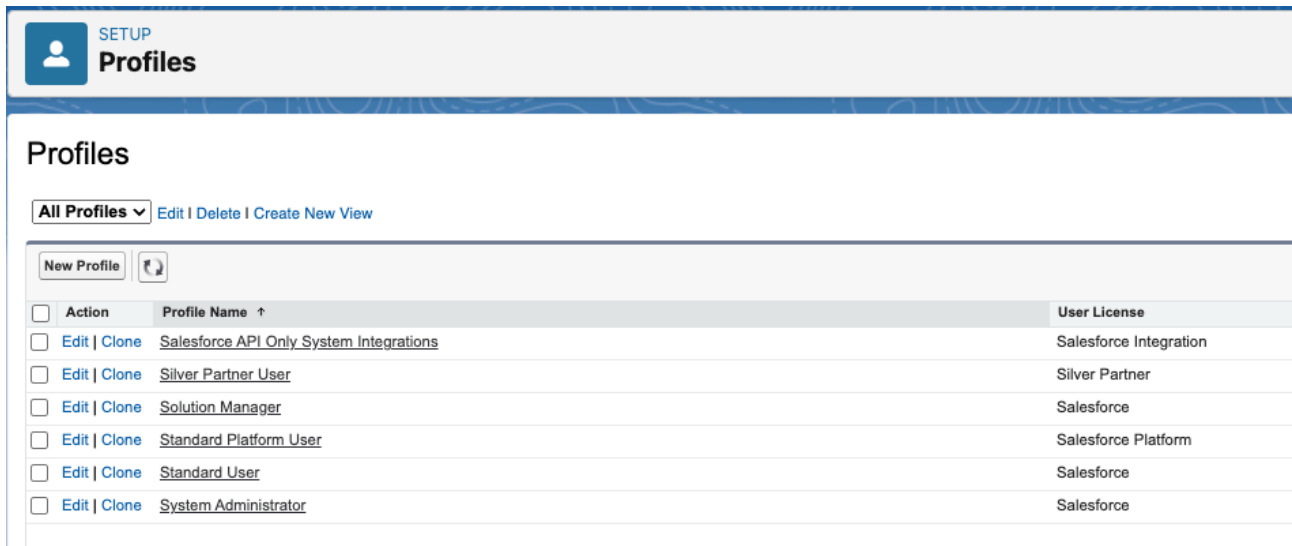 SETUP
Profiles
Profiles
All Profiles Edit | Delete | Create New View
New Profile
Action Profile Name ↑ User License
Edit | Clone Salesforce API Only System Integrations Salesforce Integration
Edit | Clone Silver Partner User Silver Partner
Edit | Clone Solution Manager Salesforce
Edit | Clone Standard Platform User Salesforce Platform
Edit | Clone Standard User Salesforce
Edit | Clone System Administrator Salesforce